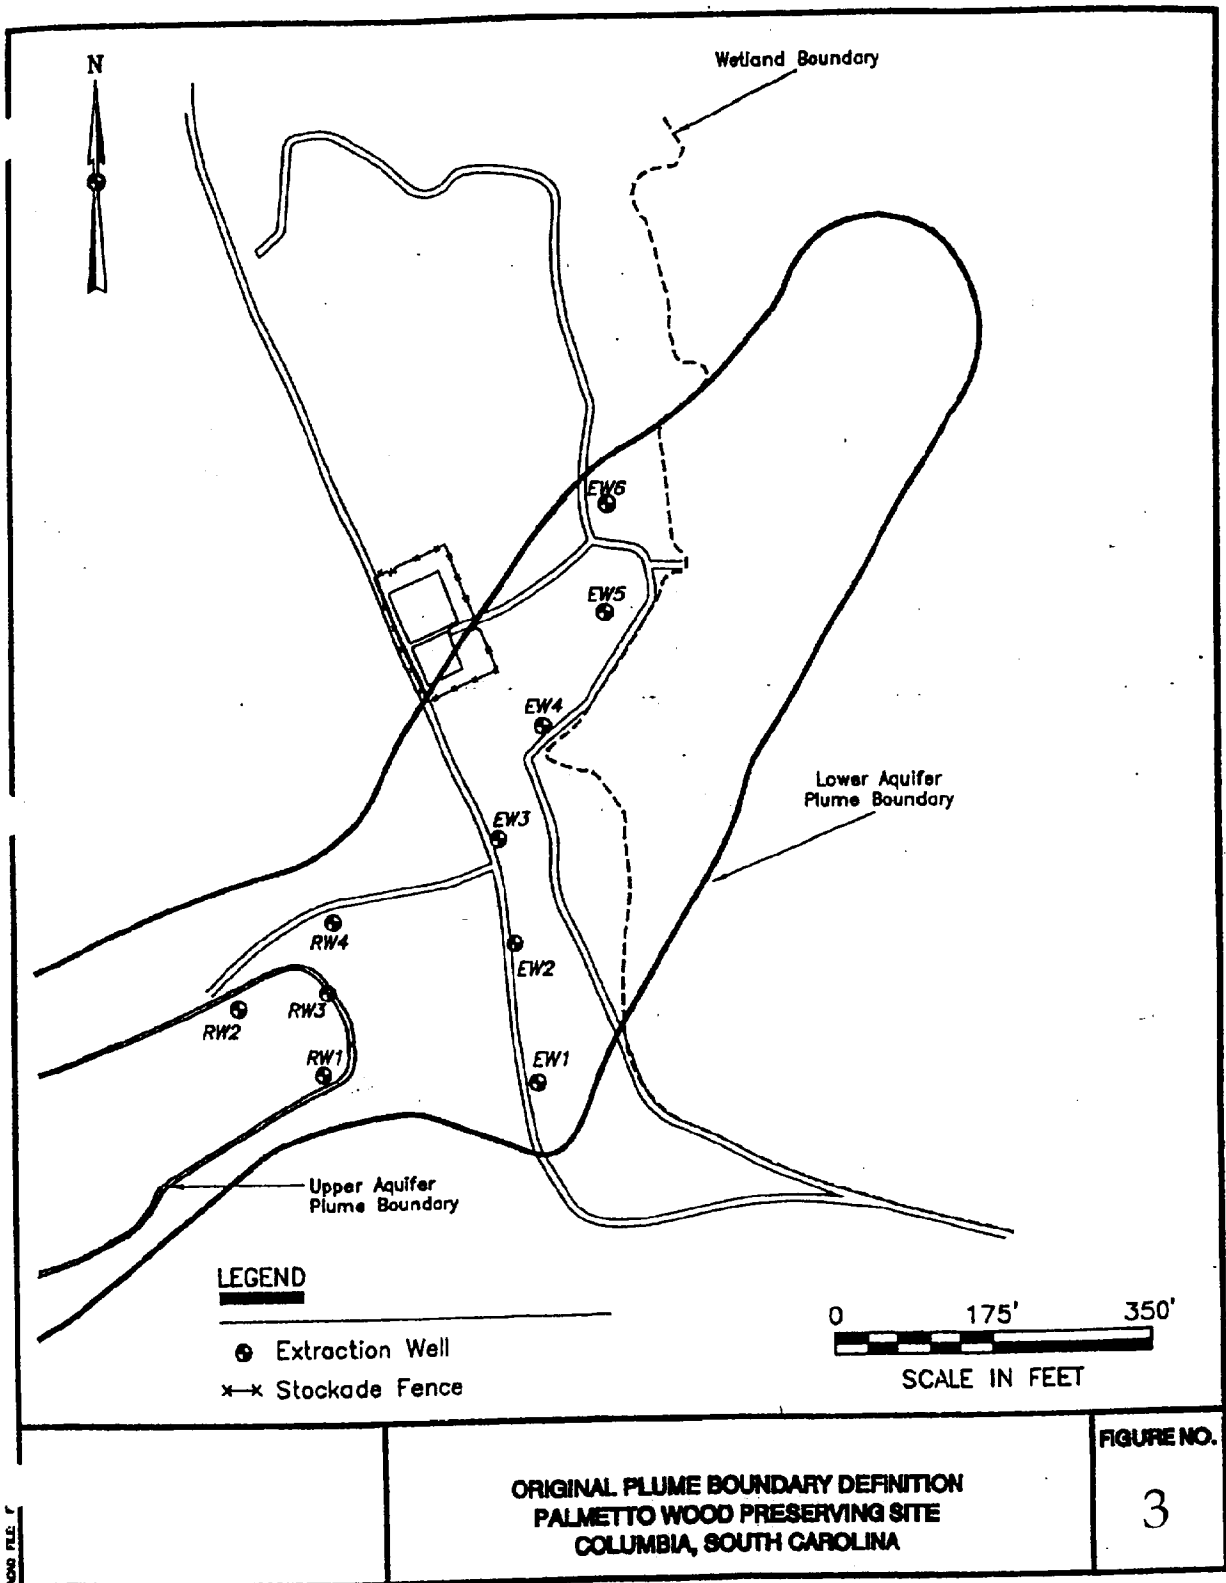 Wetland Boundary
N
EW6
EW5
EW4
Lower Aquifer
Plume Boundary
EW3
RW4
EW2
RW3
RW2
RW1
EW1
Upper Aquifer
Plume Boundary
LEGEND
Extraction Well
Stockade Fence
0 175' 350'
SCALE IN FEET
ORIGINAL PLUME BOUNDARY DEFINITION
PALMETTO WOOD PRESERVING SITE
COLUMBIA, SOUTH CAROLINA
FIGURE NO.
3